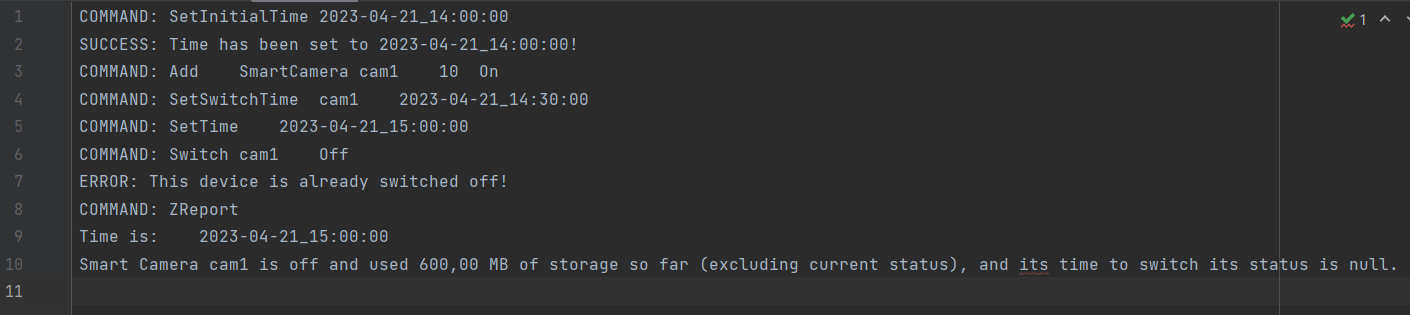 1 COMMAND: SetInitialTime 2023-04-21_14:00:00
2 SUCCESS: Time has been set to 2023-04-21_14:00:00!
3 COMMAND: Add    SmartCamera cam1    10  On
4 COMMAND: SetSwitchTime  cam1    2023-04-21_14:30:00
5 COMMAND: SetTime    2023-04-21_15:00:00
6 COMMAND: Switch cam1    Off
7 ERROR: This device is already switched off!
8 COMMAND: ZReport
9 Time is:    2023-04-21_15:00:00
10 Smart Camera cam1 is off and used 600,00 MB of storage so far (excluding current status), and its time to switch its status is null.
11
1